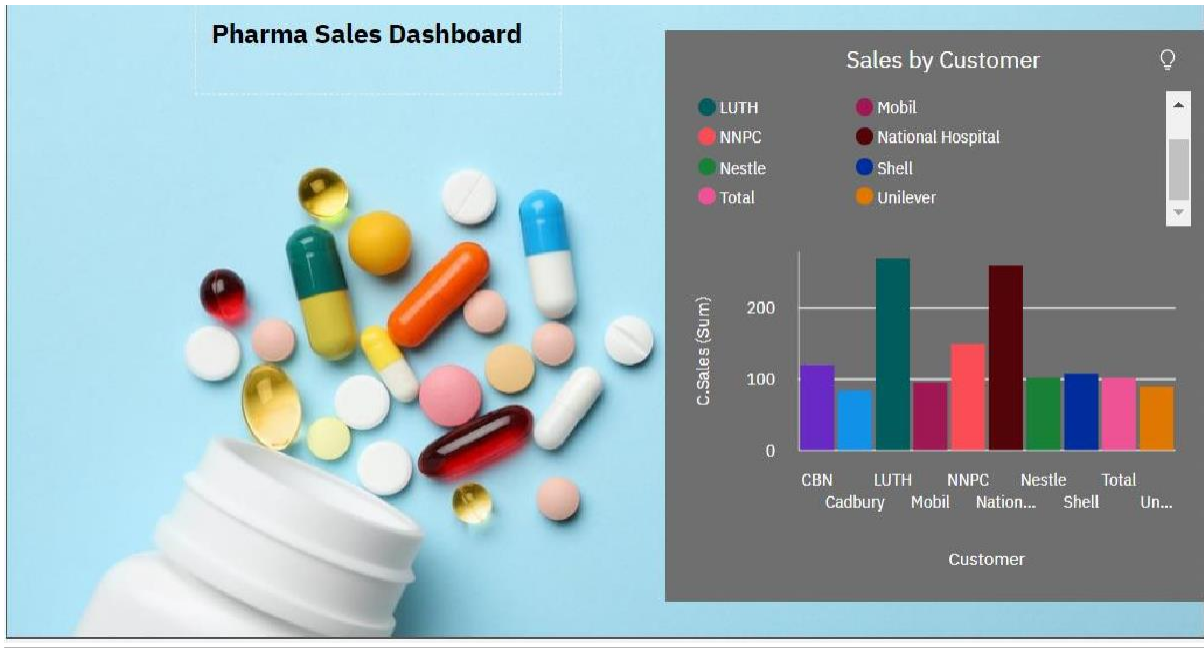 Pharma Sales Dashboard
Sales by Customer
LUTH
Mobil
NNPC
National Hospital
Nestle
Shell
Total
Unilever
C.Sales (Sum)
200
100
0
CBN LUTH NNPC Nestle Total
Cadbury Mobil Nation... Shell Un...
Customer